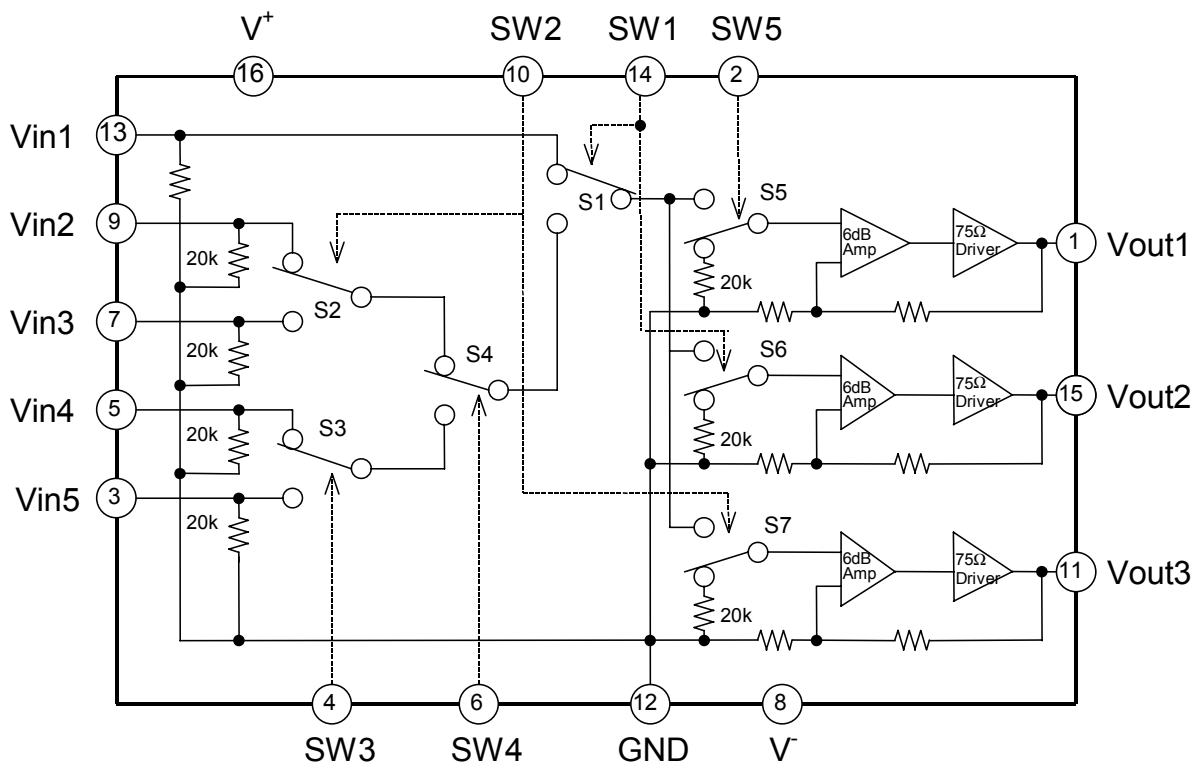 V+
SW2
SW1
SW5
16
10
14
2
Vin1
13
S1
S5
Vin2
9
20k
6dB
Amp
75Ω
Driver
1
Vout1
20k
S2
Vin3
7
20k
S4
S6
6dB
Amp
75Ω
Driver
15
Vout2
Vin4
5
20k
S3
20k
Vin5
3
20k
S7
6dB
Amp
75Ω
Driver
11
Vout3
20k
4
6
12
8
SW3
SW4
GND
V-